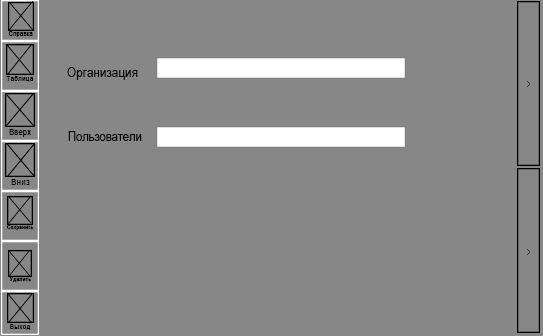 Справка
Таблица
Вверх
Вниз
Сохранить
Удалить
Выход
Организация
Пользователи
>
>